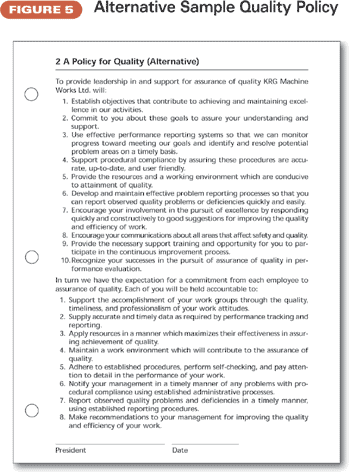 FIGURE 5 Alternative Sample Quality Policy
2 A Policy for Quality (Alternative)
To provide leadership in and support for assurance of quality KRG Machine
Works Ltd. will:
1. Establish objectives that contribute to achieving and maintaining excel-
lence in our activities.
2. Commit to you about these goals to assure your understanding and
support.
3. Use effective performance reporting systems so that we can monitor
progress toward meeting our goals and identify and resolve potential
problem areas on a timely basis.
4. Support procedural compliance by assuring these procedures are accu-
rate, up-to-date, and user friendly.
5. Provide the resources and a working environment which are conducive
to attainment of quality.
6. Develop and maintain effective problem reporting processes so that you
can report observed quality problems or deficiencies quickly and easily.
7. Encourage your involvement in the pursuit of excellence by responding
quickly and constructively to good suggestions for improving the quality
and efficiency of work.
8. Encourage your communications about all areas that affect safety and quality.
9. Provide the necessary support training and opportunity for you to par-
ticipate in the continuous improvement process.
10.Recognize your successes in the pursuit of assurance of quality in per-
formance evaluation.
In turn we have the expectation for a commitment from each employee to
assurance of quality. Each of you will be held accountable to:
1. Support the accomplishment of your work groups through the quality,
timeliness, and professionalism of your work attitudes.
2. Supply accurate and timely data as required by performance tracking and
reporting.
3. Apply resources in a manner which maximizes their effectiveness in assur-
ing achievement of quality.
4. Maintain a work environment which will contribute to the assurance of
quality.
5. Adhere to established procedures, perform self-checking, and pay atten-
tion to detail in the performance of your work.
6. Notify your management in a timely manner of any problems with pro-
cedural compliance using established administrative processes.
7. Report observed quality problems and deficiencies in a timely manner,
using established reporting procedures.
8. Make recommendations to your management for improving the quality
and efficiency of your work.
President Date